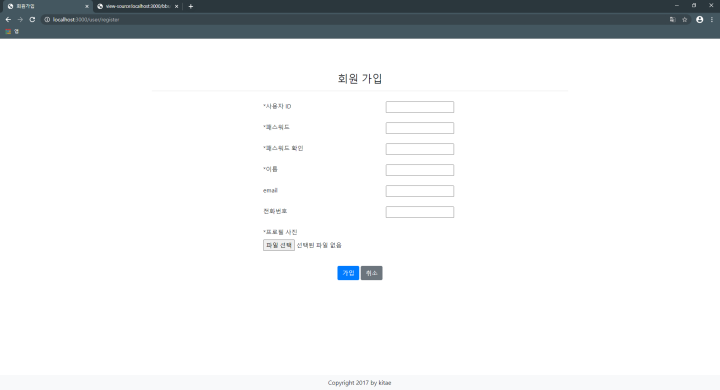 회원가입
view-source:localhost:3000/bbs
localhost:3000/user/register
앱
회원 가입
*사용자 ID
*패스워드
*패스워드 확인
*이름
email
전화번호
*프로필 사진
파일 선택 선택된 파일 없음
가입 취소
Copyright 2017 by kitae